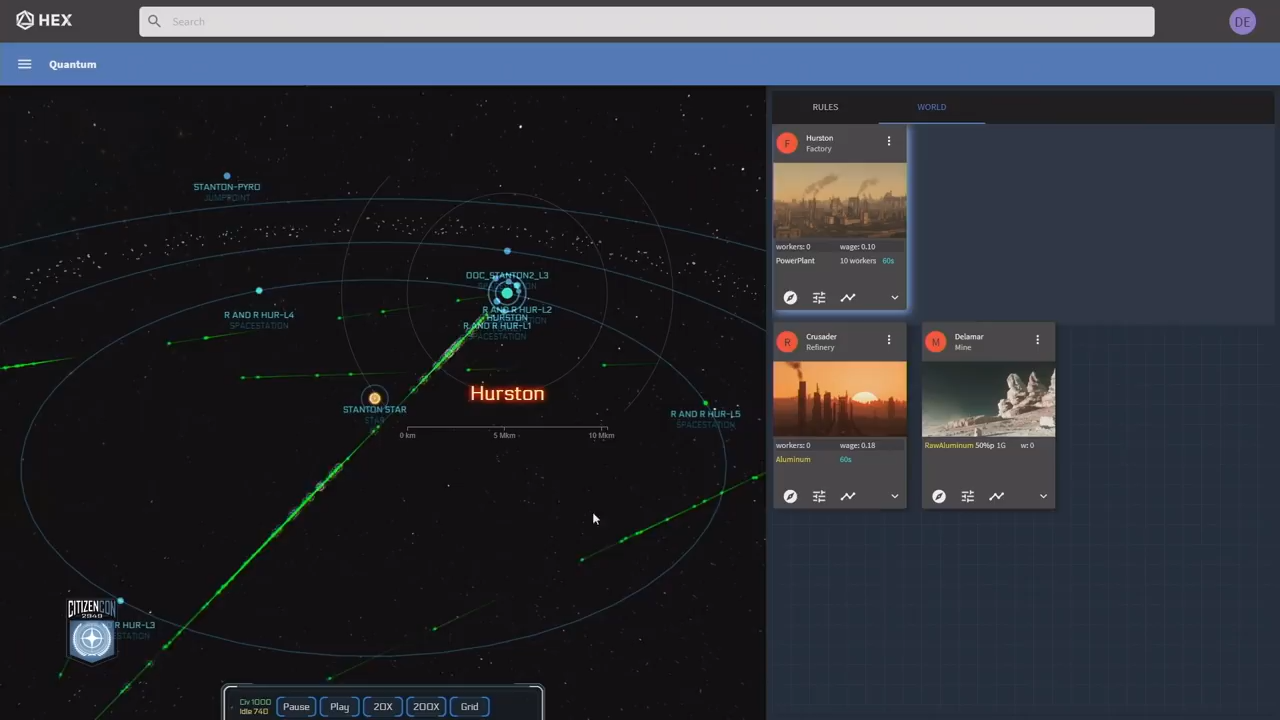 HEX
Search
DE
Quantum
RULES
WORLD
STANTON-PYRO
JUMPPOINT
OOC_STANTON2_L3
R AND R HUR-L2
HURSTON
R AND R HUR-L1
SPACESTATION
R AND R HUR-L4
SPACESTATION
Hurston
STANTON STAR
STAR
0 km
5 Mkm
10 Mkm
R AND R HUR-L5
SPACESTATION
CITIZENCON
2949
R HUR-L3
Civ 1000
Idle 740
Pause
Play
20X
200X
Grid
F
Hurston
Factory
workers: 0
wage: 0.10
PowerPlant
10 workers
60s
R
Crusader
Refinery
workers: 0
wage: 0.18
Aluminum
60s
M
Delamar
Mine
RawAluminum 50%p 1G
w: 0